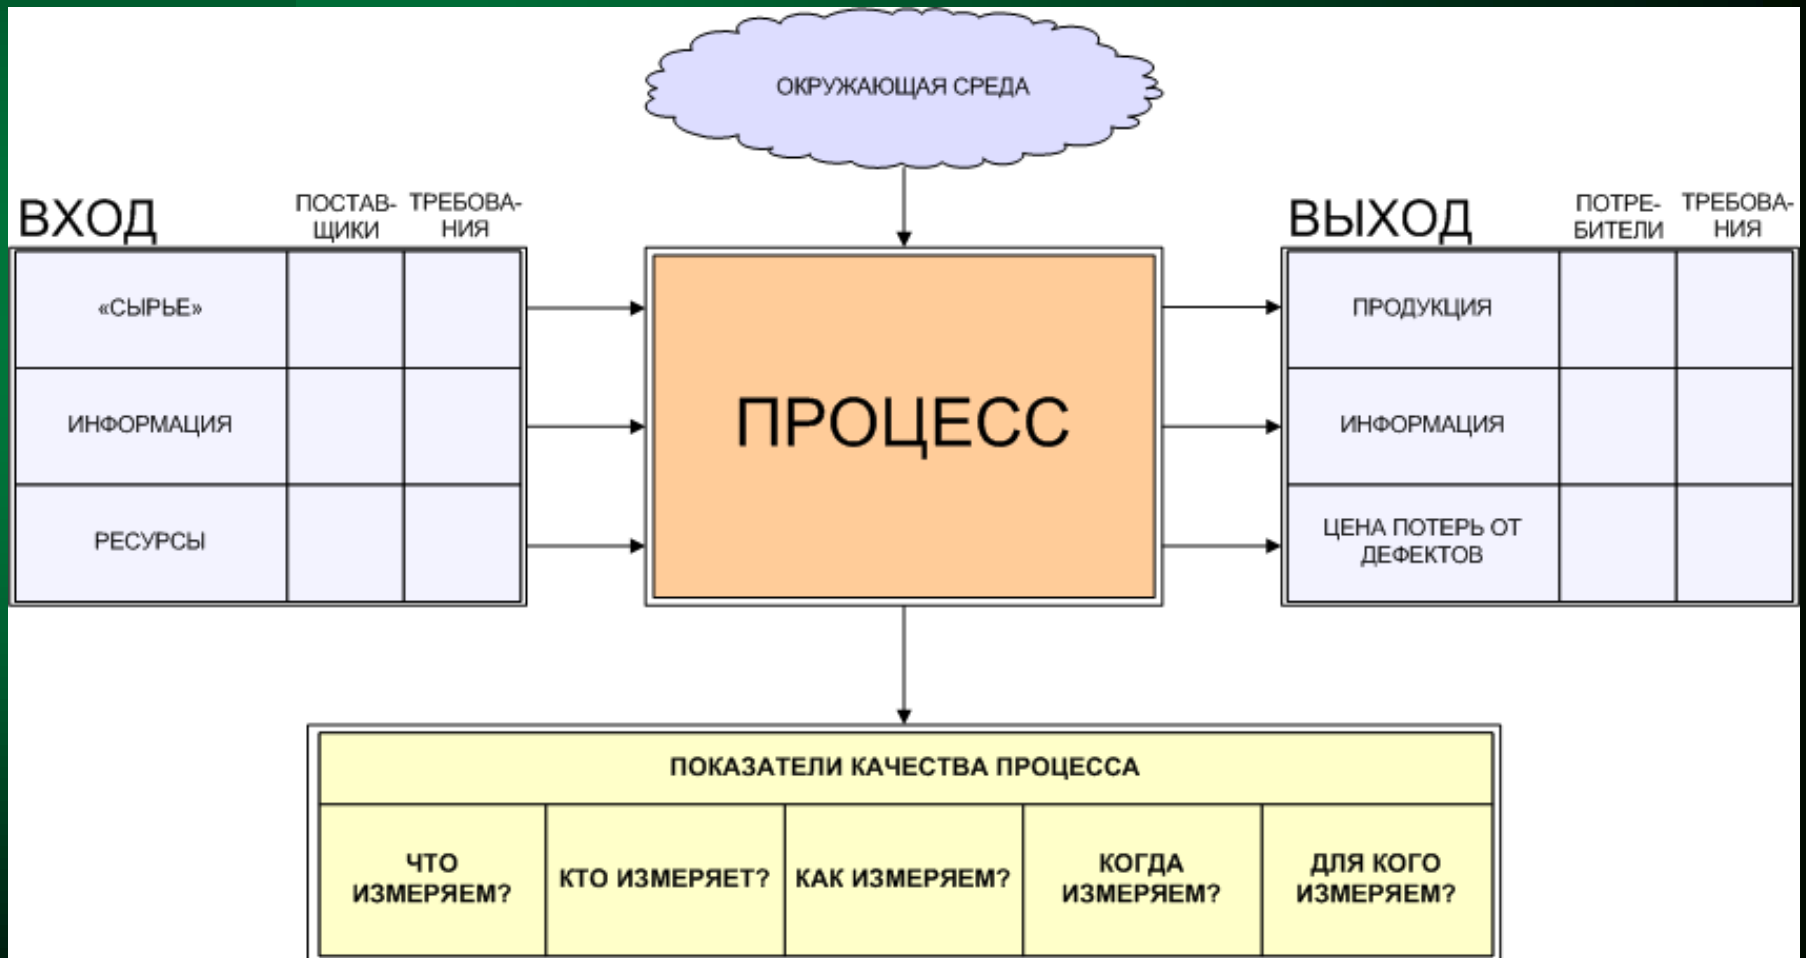 ОКРУЖАЮЩАЯ СРЕДА
ВХОД
ПОСТАВ-
ЩИКИ
ТРЕБОВА-
НИЯ
«СЫРЬЕ»
ИНФОРМАЦИЯ
РЕСУРСЫ
ПРОЦЕСС
ВЫХОД
ПОТРЕ-
БИТЕЛИ
ТРЕБОВА-
НИЯ
ПРОДУКЦИЯ
ИНФОРМАЦИЯ
ЦЕНА ПОТЕРЬ ОТ
ДЕФЕКТОВ
ПОКАЗАТЕЛИ КАЧЕСТВА ПРОЦЕССА
ЧТО
ИЗМЕРЯЕМ?
КТО ИЗМЕРЯЕТ?
КАК ИЗМЕРЯЕМ?
КОГДА
ИЗМЕРЯЕМ?
ДЛЯ КОГО
ИЗМЕРЯЕМ?